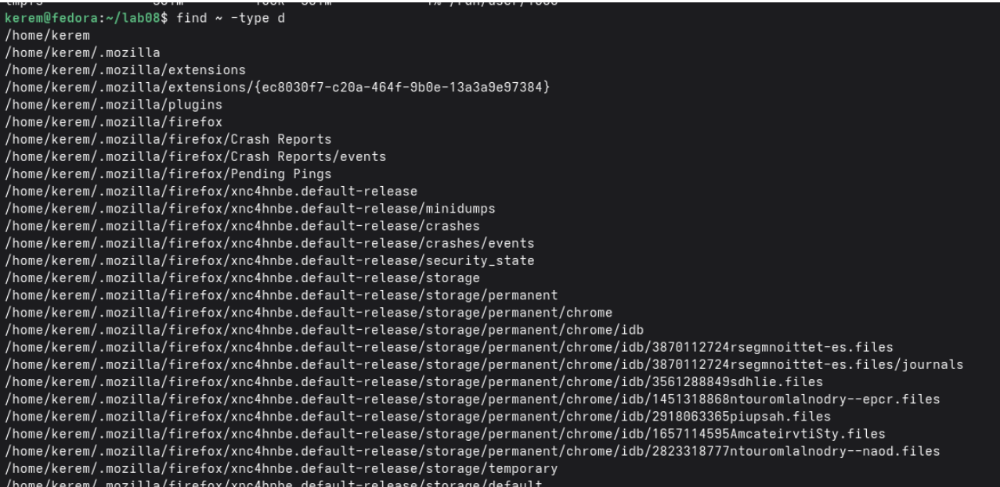 kerem@fedora:~/lab08$ find ~ -type d
/home/kerem
/home/kerem/.mozilla
/home/kerem/.mozilla/extensions
/home/kerem/.mozilla/extensions/{ec8030f7-c20a-464f-9b0e-13a3a9e97384}
/home/kerem/.mozilla/plugins
/home/kerem/.mozilla/firefox
/home/kerem/.mozilla/firefox/Crash Reports
/home/kerem/.mozilla/firefox/Crash Reports/events
/home/kerem/.mozilla/firefox/Pending Pings
/home/kerem/.mozilla/firefox/xnc4hnbe.default-release
/home/kerem/.mozilla/firefox/xnc4hnbe.default-release/minidumps
/home/kerem/.mozilla/firefox/xnc4hnbe.default-release/crashes
/home/kerem/.mozilla/firefox/xnc4hnbe.default-release/crashes/events
/home/kerem/.mozilla/firefox/xnc4hnbe.default-release/security_state
/home/kerem/.mozilla/firefox/xnc4hnbe.default-release/storage
/home/kerem/.mozilla/firefox/xnc4hnbe.default-release/storage/permanent
/home/kerem/.mozilla/firefox/xnc4hnbe.default-release/storage/permanent/chrome
/home/kerem/.mozilla/firefox/xnc4hnbe.default-release/storage/permanent/chrome/idb
/home/kerem/.mozilla/firefox/xnc4hnbe.default-release/storage/permanent/chrome/idb/3870112724rsegmnoittet-es.files
/home/kerem/.mozilla/firefox/xnc4hnbe.default-release/storage/permanent/chrome/idb/3870112724rsegmnoittet-es.files/journals
/home/kerem/.mozilla/firefox/xnc4hnbe.default-release/storage/permanent/chrome/idb/3561288849sdhlie.files
/home/kerem/.mozilla/firefox/xnc4hnbe.default-release/storage/permanent/chrome/idb/1451318868ntouromlalnodry--epcr.files
/home/kerem/.mozilla/firefox/xnc4hnbe.default-release/storage/permanent/chrome/idb/2918063365piupsah.files
/home/kerem/.mozilla/firefox/xnc4hnbe.default-release/storage/permanent/chrome/idb/1657114595AmcateirvtiSty.files
/home/kerem/.mozilla/firefox/xnc4hnbe.default-release/storage/permanent/chrome/idb/2823318777ntouromlalnodry--naod.files
/home/kerem/.mozilla/firefox/xnc4hnbe.default-release/storage/temporary
/home/kerem/.mozilla/firefox/xnc4hnbe.default-release/storage/default